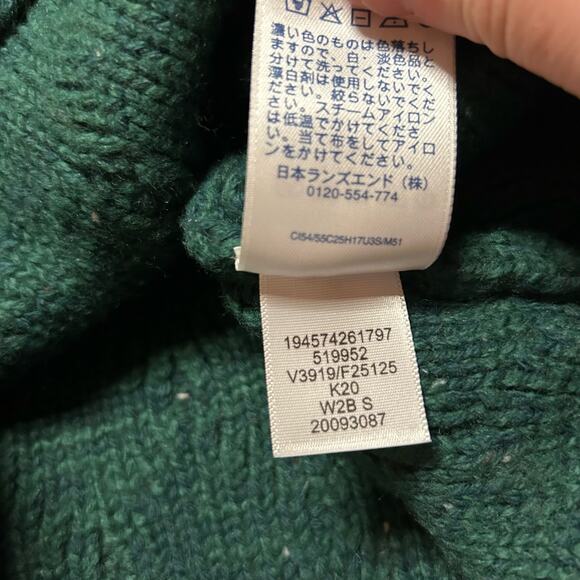 濃い色のものは色落ちし
ますので、白・淡色品と
分けて洗ってください。
漂白剤は使用しないでく
ださい。絞らないでくだ
さい。スチームアイロン
は低温でかけてくださ
い。当て布をしてアイロ
ンをかけてください。
日本ランズエンド（株）
0120-554-774
CI54/55C25H17U3S/M51
194574261797
519952
V3919/F25125
K20
W2B S
20093087